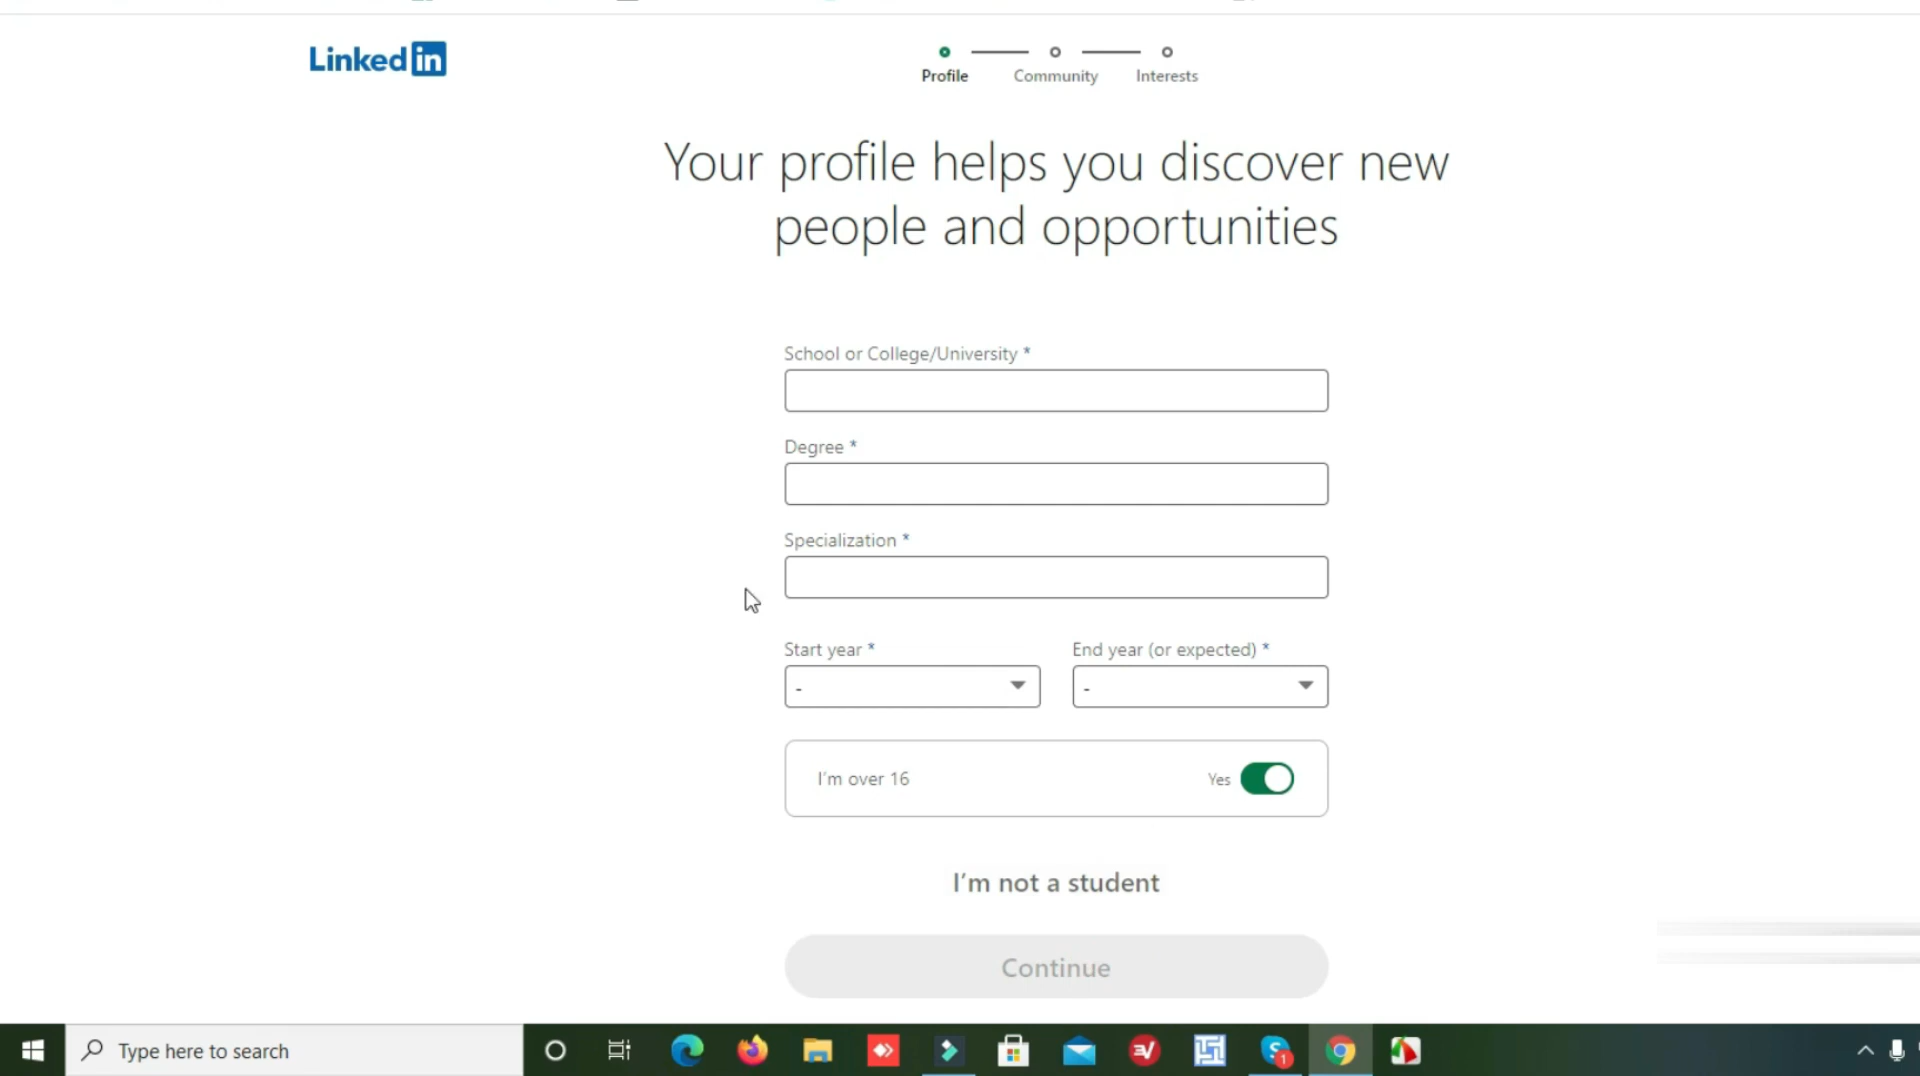 Linked in
Profile
Community
Interests
Your profile helps you discover new
people and opportunities
School or College/University *
Degree *
Specialization *
Start year *
End year (or expected) *
-
-
I'm over 16
Yes
I'm not a student
Continue
Type here to search
1